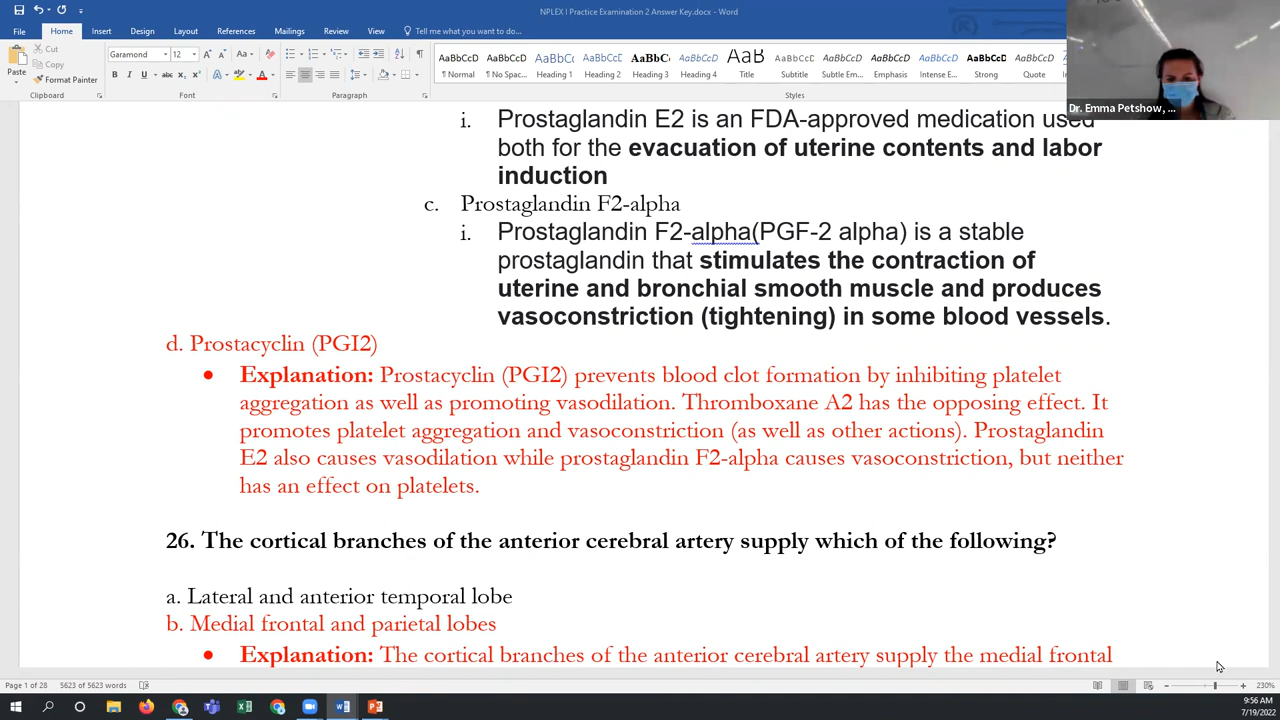 NPLEX I Practice Examination 2 Answer Key.docx - Word
File Home Insert Draw Design Layout References Mailings Review View Tell me what you want to do...
Paste
Cut
Copy
Format Painter
Clipboard
Garamond 12
Font
Paragraph
AaBbCcDd AaBbCcDd AaBbCc AaBbCcD AaBbCc AaBbCcD AaB AaBbCcD AaBbCcD AaBbCcD AaBbCcD AaBbCcD AaBbCcD
¶ Normal ¶ No Spac... Heading 1 Heading 2 Heading 3 Heading 4 Title Subtitle Subtle Em... Emphasis Intense E... Strong Quote
Styles
Dr. Emma Petshow, ...
i. Prostaglandin E2 is an FDA-approved medication used
both for the evacuation of uterine contents and labor
induction
c. Prostaglandin F2-alpha
i. Prostaglandin F2-alpha(PGF-2 alpha) is a stable
prostaglandin that stimulates the contraction of
uterine and bronchial smooth muscle and produces
vasoconstriction (tightening) in some blood vessels.
d. Prostacyclin (PGI2)
• Explanation: Prostacyclin (PGI2) prevents blood clot formation by inhibiting platelet
aggregation as well as promoting vasodilation. Thromboxane A2 has the opposing effect. It
promotes platelet aggregation and vasoconstriction (as well as other actions). Prostaglandin
E2 also causes vasodilation while prostaglandin F2-alpha causes vasoconstriction, but neither
has an effect on platelets.
26. The cortical branches of the anterior cerebral artery supply which of the following?
a. Lateral and anterior temporal lobe
b. Medial frontal and parietal lobes
• Explanation: The cortical branches of the anterior cerebral artery supply the medial frontal
Page 1 of 28 5623 of 5623 words 230%
9:56 AM
7/19/2022